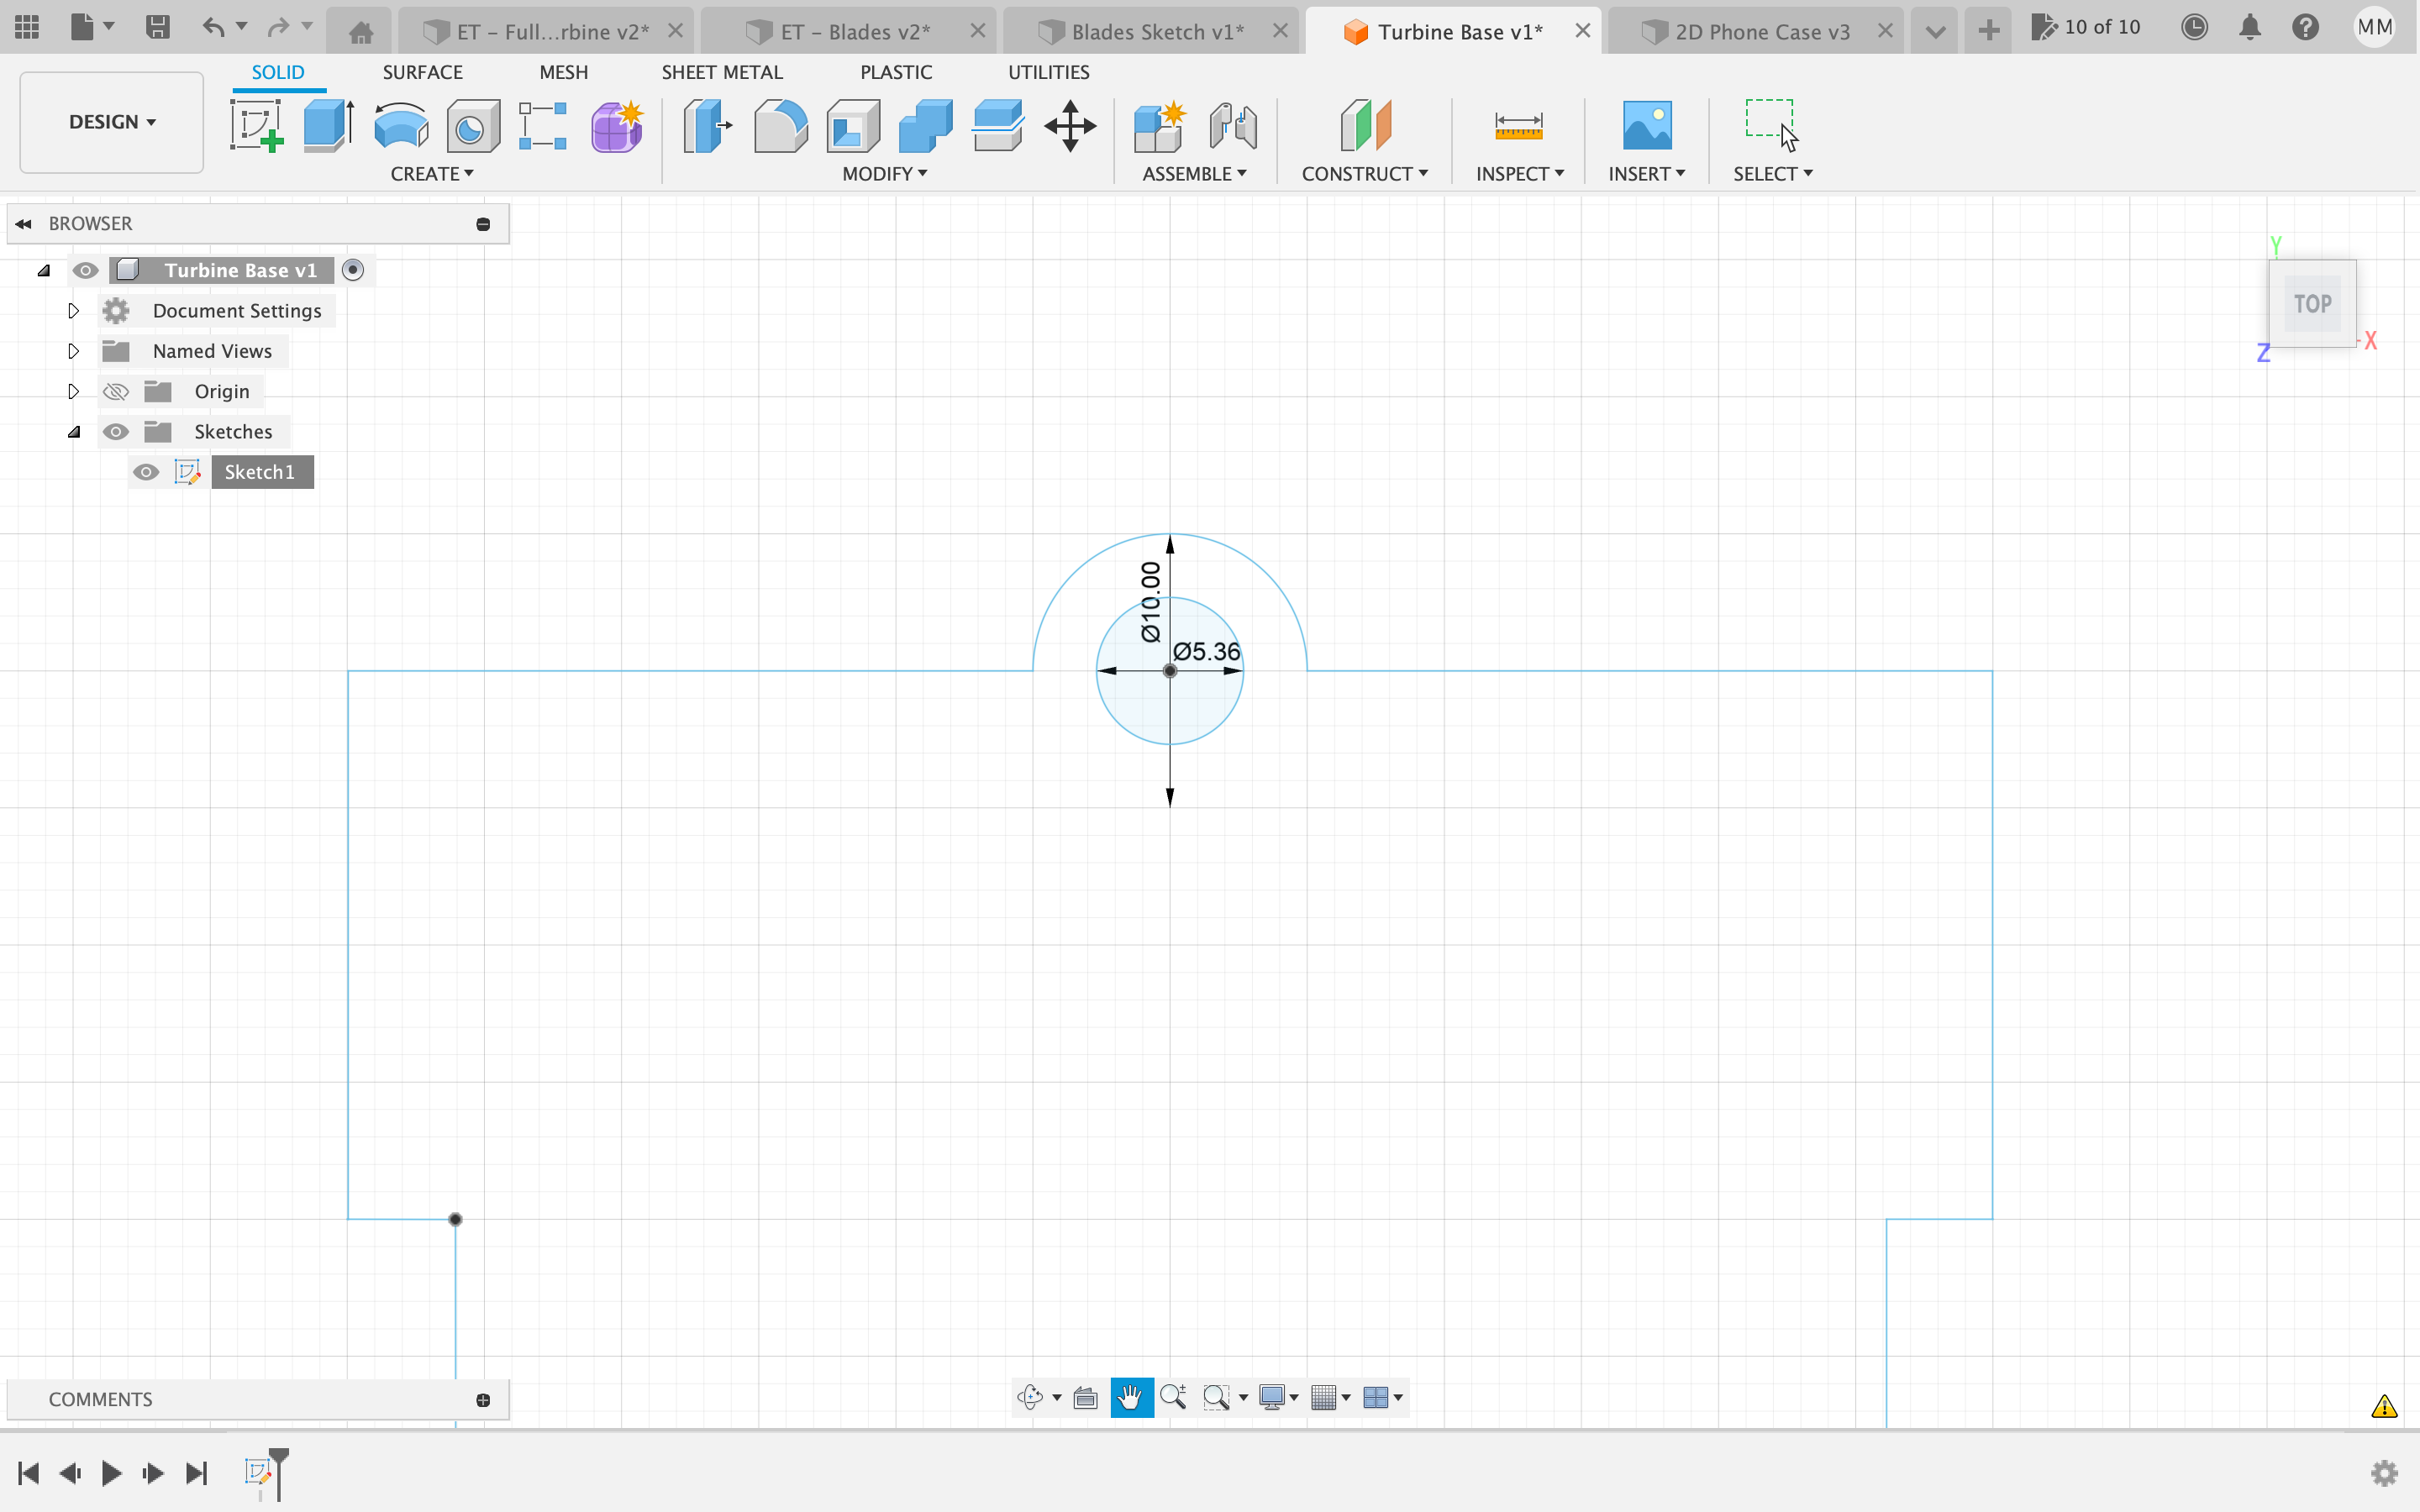 ET – Full...rbine v2*
ET – Blades v2*
Blades Sketch v1*
Turbine Base v1*
2D Phone Case v3
10 of 10
MM
SOLID
SURFACE
MESH
SHEET METAL
PLASTIC
UTILITIES
DESIGN
CREATE
MODIFY
ASSEMBLE
CONSTRUCT
INSPECT
INSERT
SELECT
BROWSER
Turbine Base v1
Document Settings
Named Views
Origin
Sketches
Sketch1
Y
TOP
X
Z
Ø10.00
Ø5.36
COMMENTS